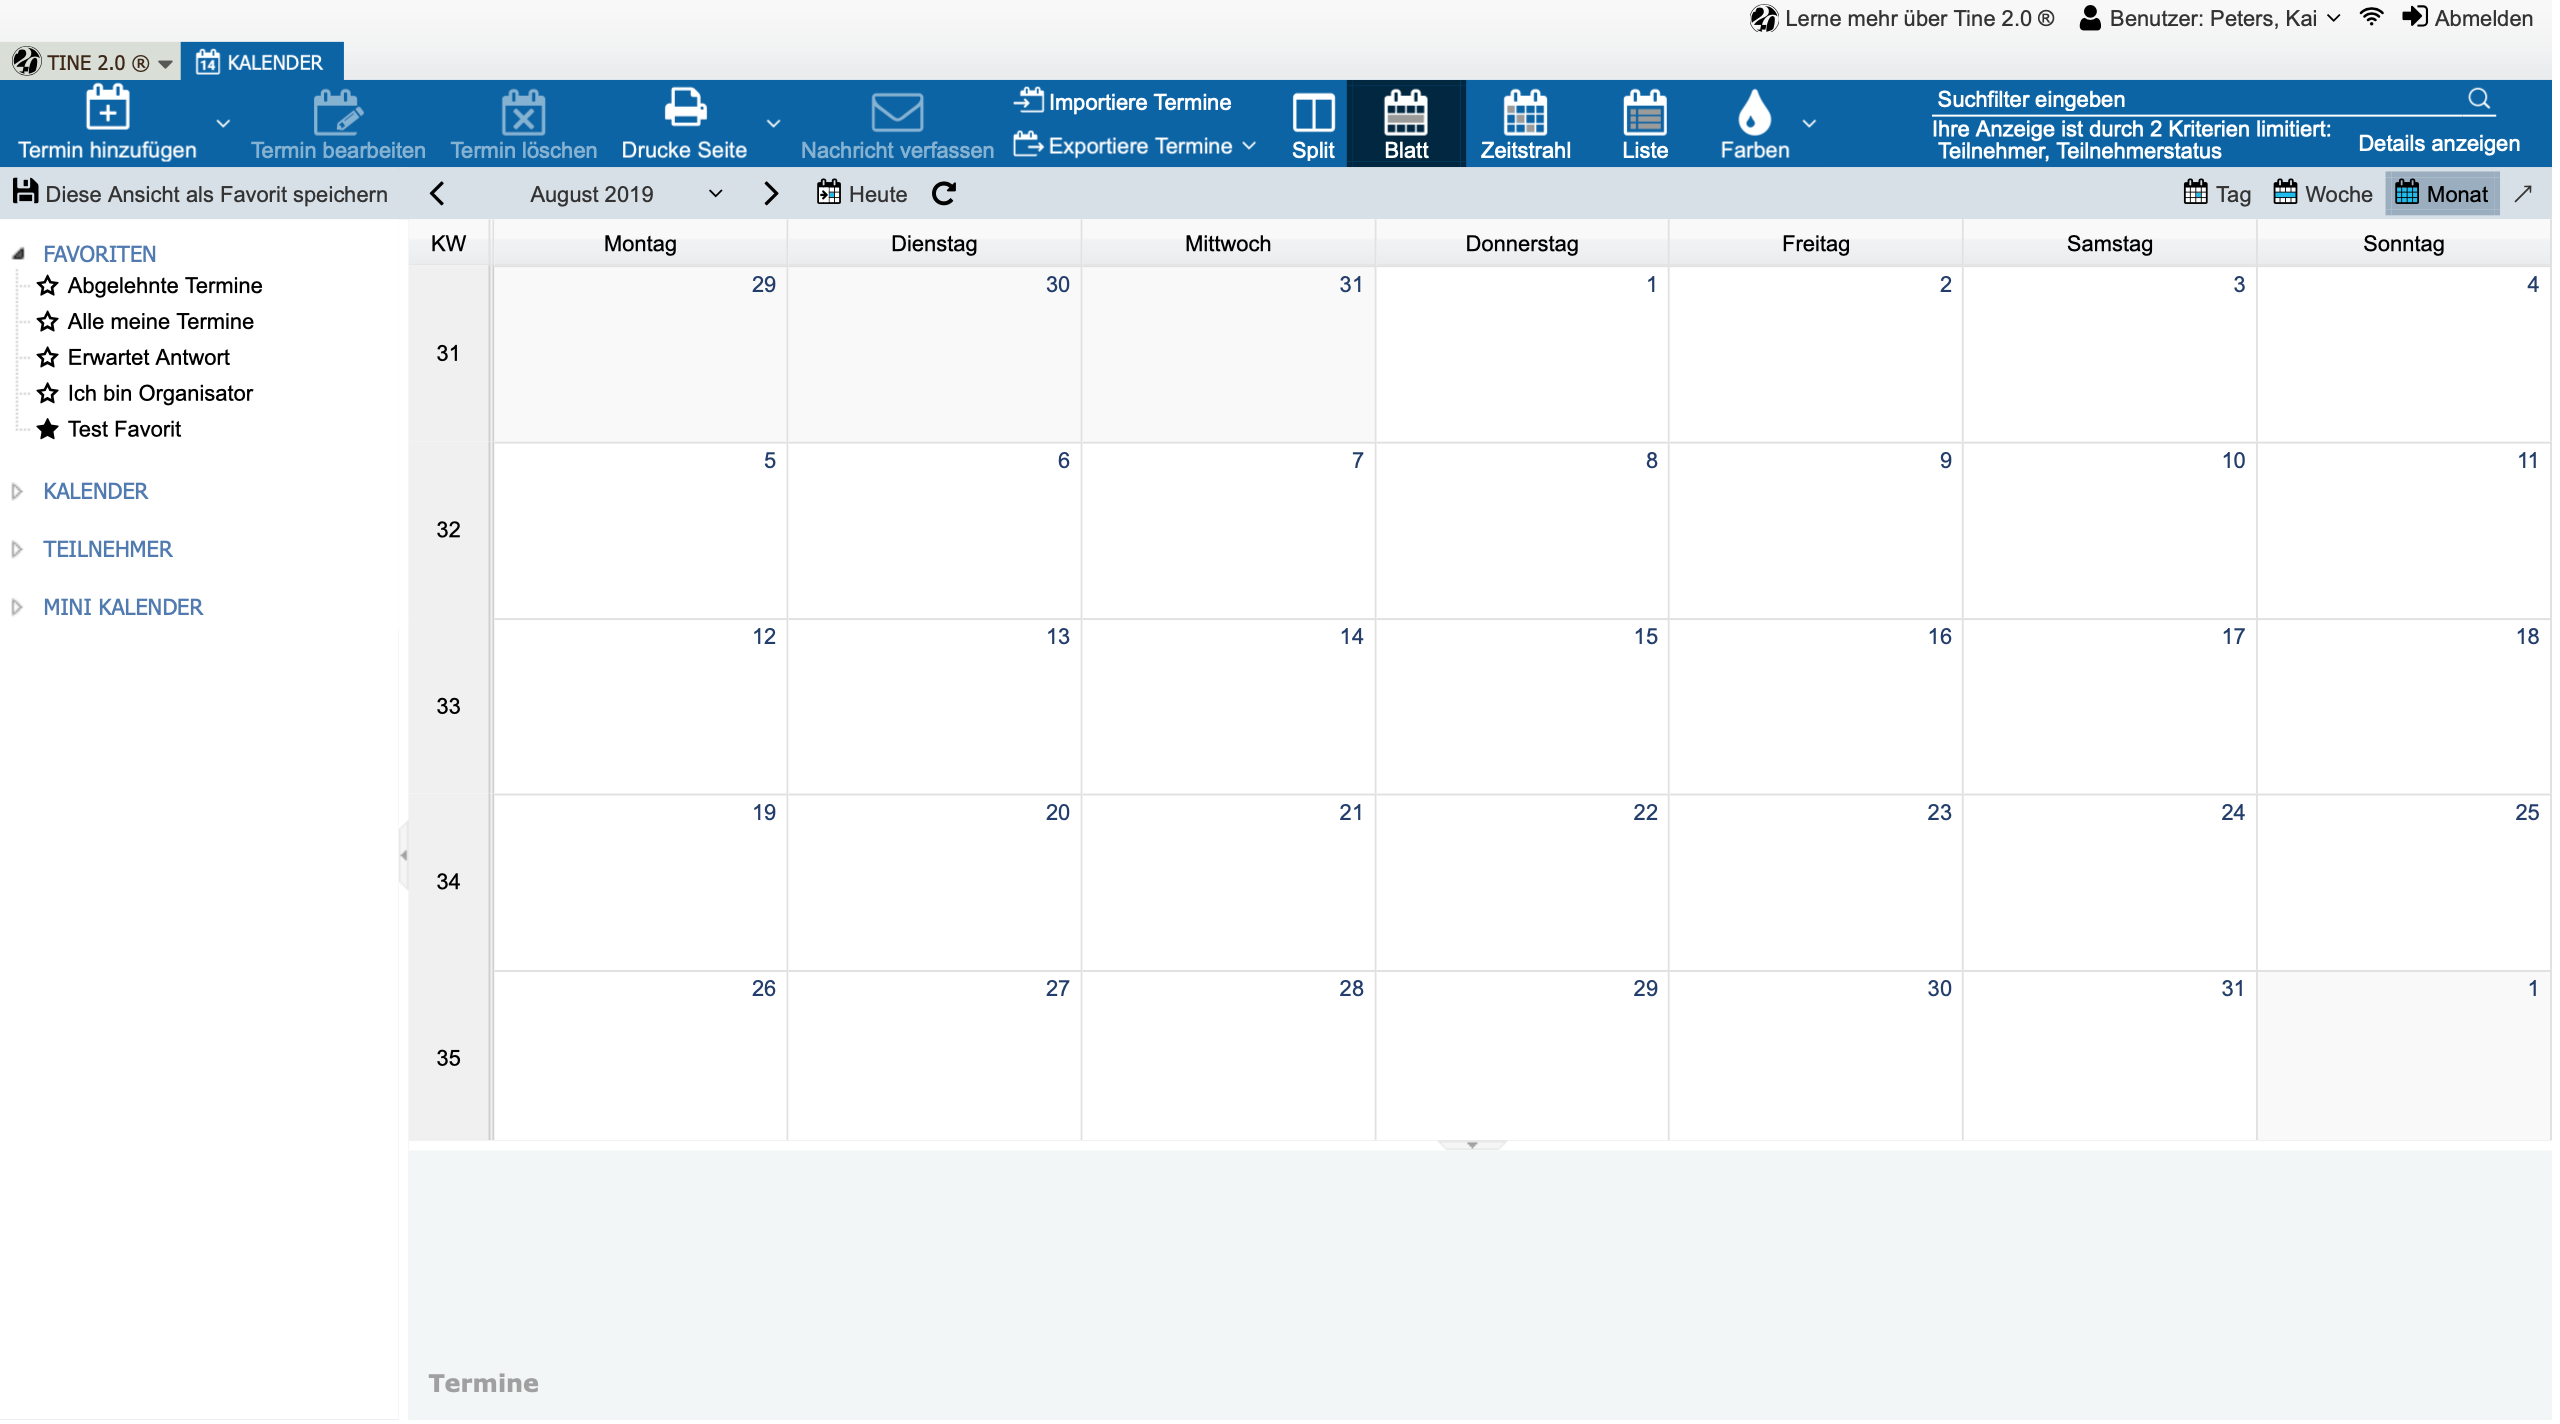 Lerne mehr über Tine 2.0 ® Benutzer: Peters, Kai Abmelden
TINE 2.0 ® 14 KALENDER
Termin hinzufügen Termin bearbeiten Termin löschen Drucke Seite Nachricht verfassen
Importiere Termine
Exportiere Termine
Split Blatt Zeitstrahl Liste Farben
Suchfilter eingeben
Ihre Anzeige ist durch 2 Kriterien limitiert:
Teilnehmer, Teilnehmerstatus
Details anzeigen
Diese Ansicht als Favorit speichern August 2019 Heute Tag Woche Monat
FAVORITEN
Abgelehnte Termine
Alle meine Termine
Erwartet Antwort
Ich bin Organisator
Test Favorit
KALENDER
TEILNEHMER
MINI KALENDER
KW Montag Dienstag Mittwoch Donnerstag Freitag Samstag Sonntag
29 30 31 1 2 3 4
31
5 6 7 8 9 10 11
32
12 13 14 15 16 17 18
33
19 20 21 22 23 24 25
34
26 27 28 29 30 31 1
35
Termine